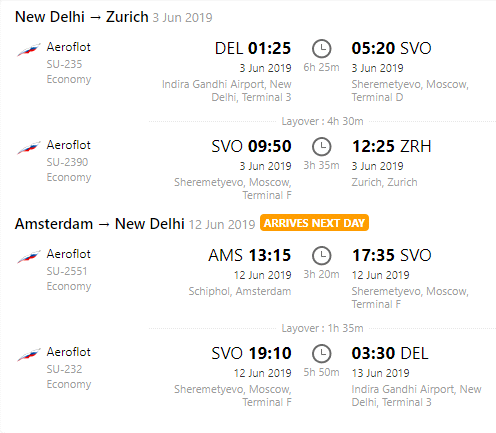 New Delhi → Zurich 3 Jun 2019
Aeroflot
SU-235
Economy
DEL 01:25
3 Jun 2019
Indira Gandhi Airport, New
Delhi, Terminal 3
6h 25m
05:20 SVO
3 Jun 2019
Sheremetyevo, Moscow,
Terminal D
Layover : 4h 30m
Aeroflot
SU-2390
Economy
SVO 09:50
3 Jun 2019
Sheremetyevo, Moscow,
Terminal F
3h 35m
12:25 ZRH
3 Jun 2019
Zurich, Zurich
Amsterdam → New Delhi 12 Jun 2019 ARRIVES NEXT DAY
Aeroflot
SU-2551
Economy
AMS 13:15
12 Jun 2019
Schiphol, Amsterdam
3h 20m
17:35 SVO
12 Jun 2019
Sheremetyevo, Moscow,
Terminal F
Layover : 1h 35m
Aeroflot
SU-232
Economy
SVO 19:10
12 Jun 2019
Sheremetyevo, Moscow,
Terminal F
5h 50m
03:30 DEL
13 Jun 2019
Indira Gandhi Airport, New
Delhi, Terminal 3